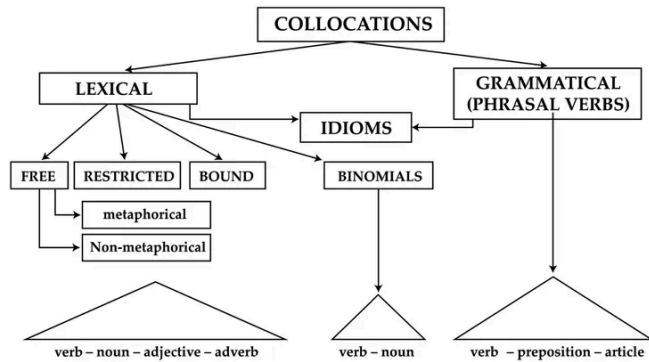 COLLOCATIONS
LEXICAL
GRAMMATICAL
(PHRASAL VERBS)
IDIOMS
FREE
RESTRICTED
BOUND
BINOMIALS
metaphorical
Non-metaphorical
verb – noun – adjective – adverb
verb – noun
verb – preposition – article